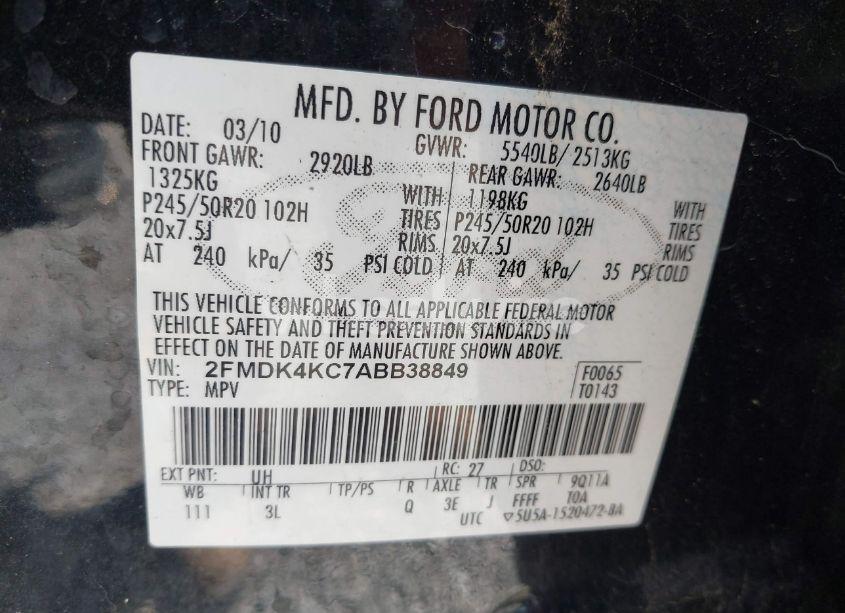 MFD. BY FORD MOTOR CO.
DATE: 03/10 GVWR: 5540LB/ 2513KG
FRONT GAWR: 2920LB REAR GAWR: 2640LB
1325KG WITH 1198KG WITH
P245/50R20 102H TIRES P245/50R20 102H TIRES
20x7.5J RIMS 20x7.5J RIMS
AT 240 kPa/ 35 PSI COLD AT 240 kPa/ 35 PSI COLD
THIS VEHICLE CONFORMS TO ALL APPLICABLE FEDERAL MOTOR
VEHICLE SAFETY AND THEFT PREVENTION STANDARDS IN
EFFECT ON THE DATE OF MANUFACTURE SHOWN ABOVE.
VIN: 2FMDK4KC7ABB38849 F0065
TYPE: MPV T0143
EXT PNT: UH RC: 27 DSO:
WB INT TR TP/PS R AXLE TR SPR 9Q11A
111 3L Q 3E J FFFF TOA
UTC ▽5U5A-1520472-BA